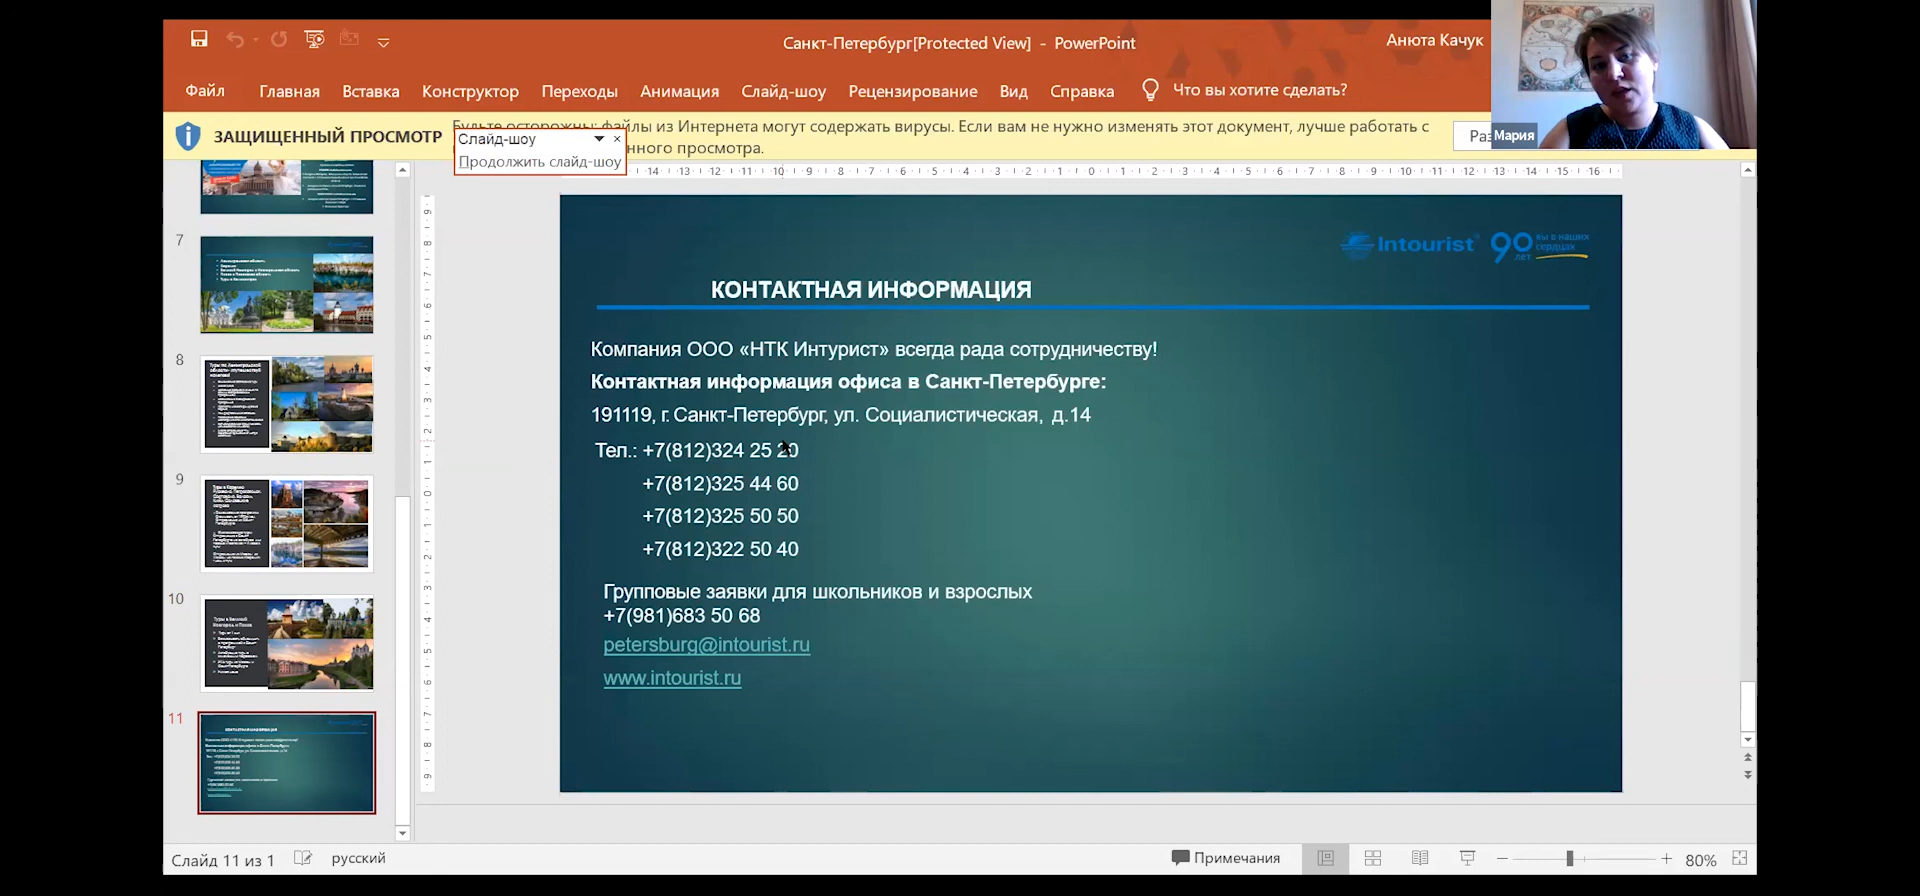 Санкт-Петербург[Protected View] - PowerPoint
Анюта Качук
Файл Главная Вставка Конструктор Переходы Анимация Слайд-шоу Рецензирование Вид Справка Что вы хотите сделать?
Мария
ЗАЩИЩЕННЫЙ ПРОСМОТР
Будьте осторожны: файлы из Интернета могут содержать вирусы. Если вам не нужно изменять этот документ, лучше работать с
нного просмотра.
Раз
Слайд-шоу
Продолжить слайд-шоу
7
8
9
10
11
Intourist 90 лет мы в наших
сердцах
КОНТАКТНАЯ ИНФОРМАЦИЯ
Компания ООО «НТК Интурист» всегда рада сотрудничеству!
Контактная информация офиса в Санкт-Петербурге:
191119, г. Санкт-Петербург, ул. Социалистическая, д.14
Тел.: +7(812)324 25 20
+7(812)325 44 60
+7(812)325 50 50
+7(812)322 50 40
Групповые заявки для школьников и взрослых
+7(981)683 50 68
petersburg@intourist.ru
www.intourist.ru
Слайд 11 из 1
русский
Примечания
80%